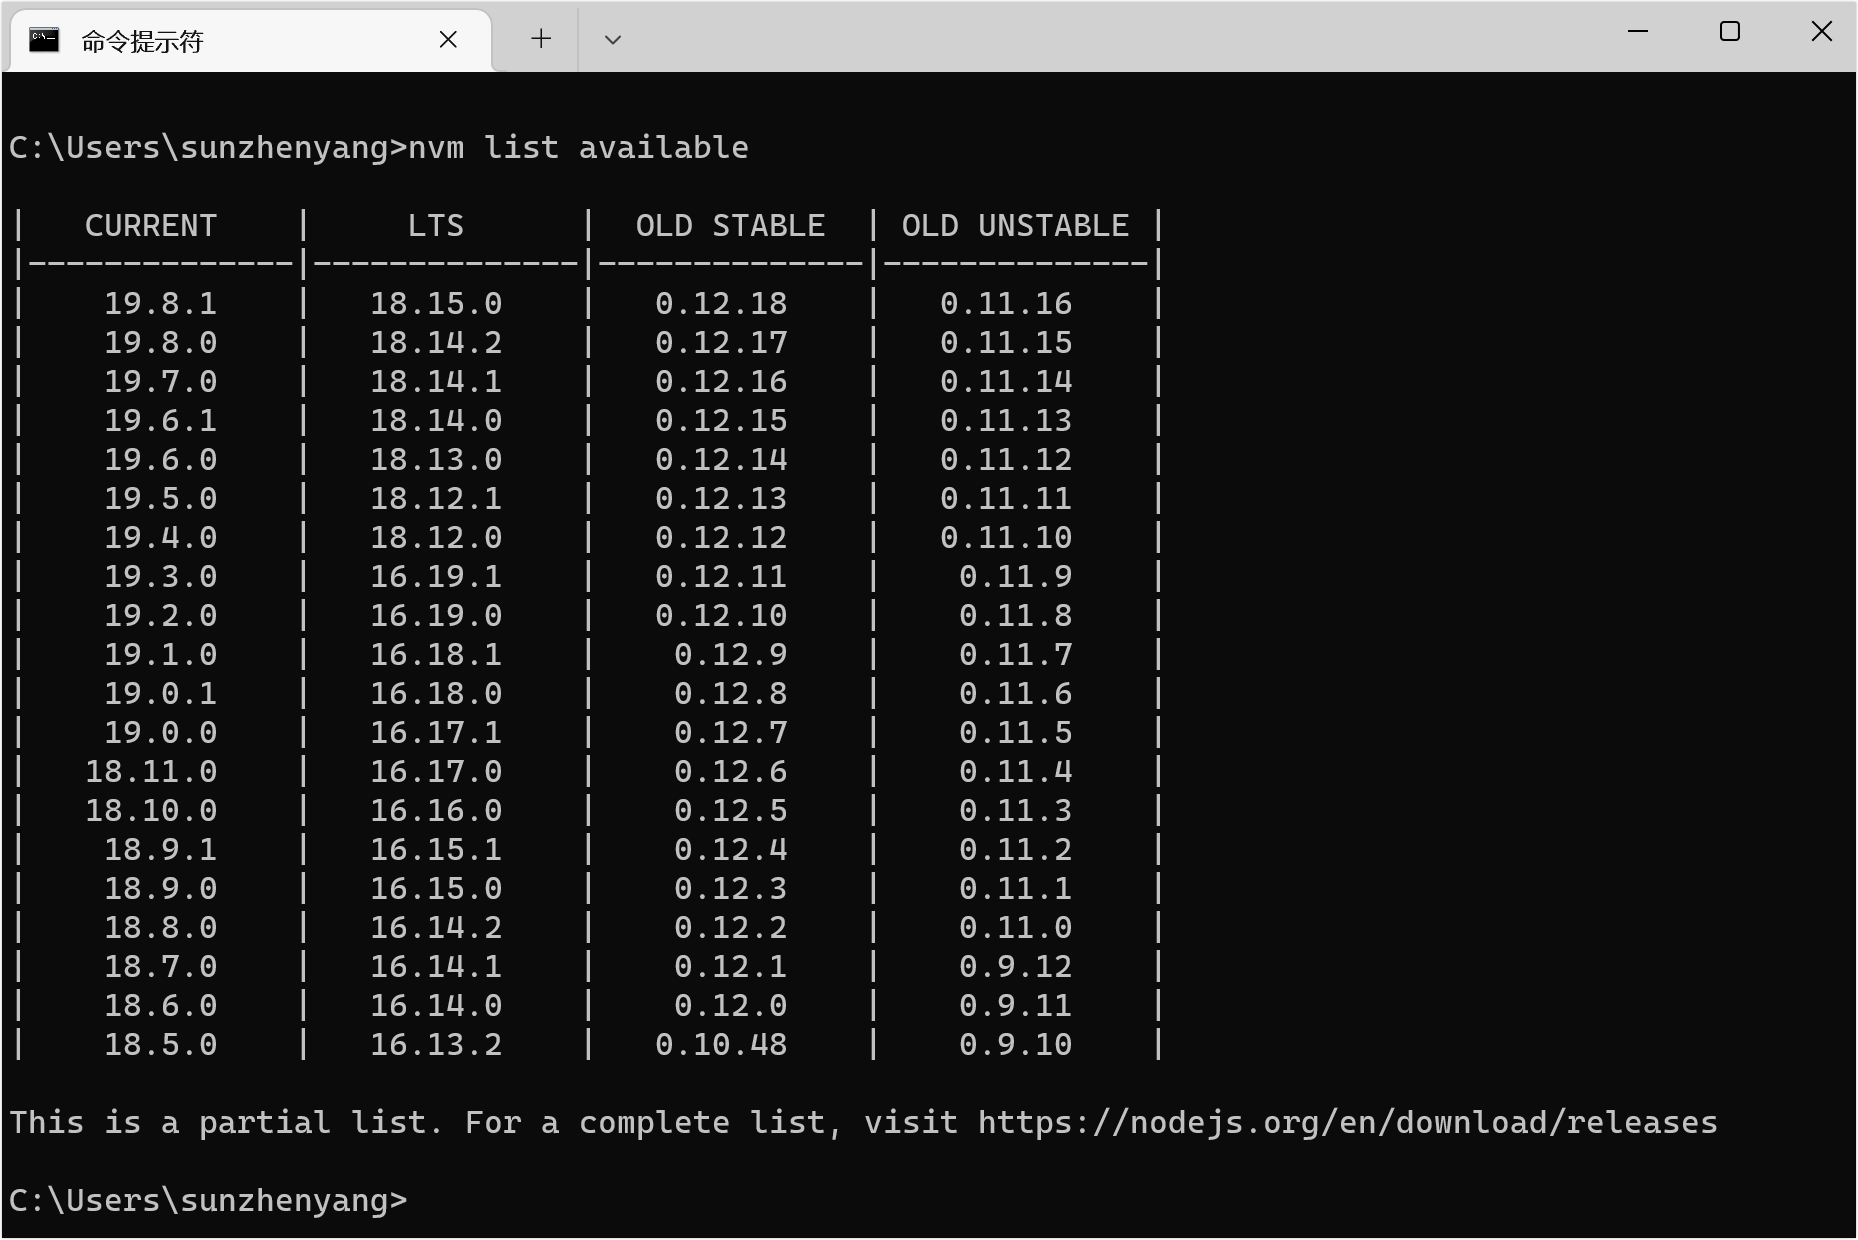 命令提示符
C:\Users\sunzhenyang>nvm list available
|   CURRENT    |     LTS      |  OLD STABLE  | OLD UNSTABLE |
|--------------|--------------|--------------|--------------|
|    19.8.1    |   18.15.0    |   0.12.18    |   0.11.16    |
|    19.8.0    |   18.14.2    |   0.12.17    |   0.11.15    |
|    19.7.0    |   18.14.1    |   0.12.16    |   0.11.14    |
|    19.6.1    |   18.14.0    |   0.12.15    |   0.11.13    |
|    19.6.0    |   18.13.0    |   0.12.14    |   0.11.12    |
|    19.5.0    |   18.12.1    |   0.12.13    |   0.11.11    |
|    19.4.0    |   18.12.0    |   0.12.12    |   0.11.10    |
|    19.3.0    |   16.19.1    |   0.12.11    |    0.11.9    |
|    19.2.0    |   16.19.0    |   0.12.10    |    0.11.8    |
|    19.1.0    |   16.18.1    |    0.12.9    |    0.11.7    |
|    19.0.1    |   16.18.0    |    0.12.8    |    0.11.6    |
|    19.0.0    |   16.17.1    |    0.12.7    |    0.11.5    |
|   18.11.0    |   16.17.0    |    0.12.6    |    0.11.4    |
|   18.10.0    |   16.16.0    |    0.12.5    |    0.11.3    |
|    18.9.1    |   16.15.1    |    0.12.4    |    0.11.2    |
|    18.9.0    |   16.15.0    |    0.12.3    |    0.11.1    |
|    18.8.0    |   16.14.2    |    0.12.2    |    0.11.0    |
|    18.7.0    |   16.14.1    |    0.12.1    |    0.9.12    |
|    18.6.0    |   16.14.0    |    0.12.0    |    0.9.11    |
|    18.5.0    |   16.13.2    |   0.10.48    |    0.9.10    |
This is a partial list. For a complete list, visit https://nodejs.org/en/download/releases
C:\Users\sunzhenyang>